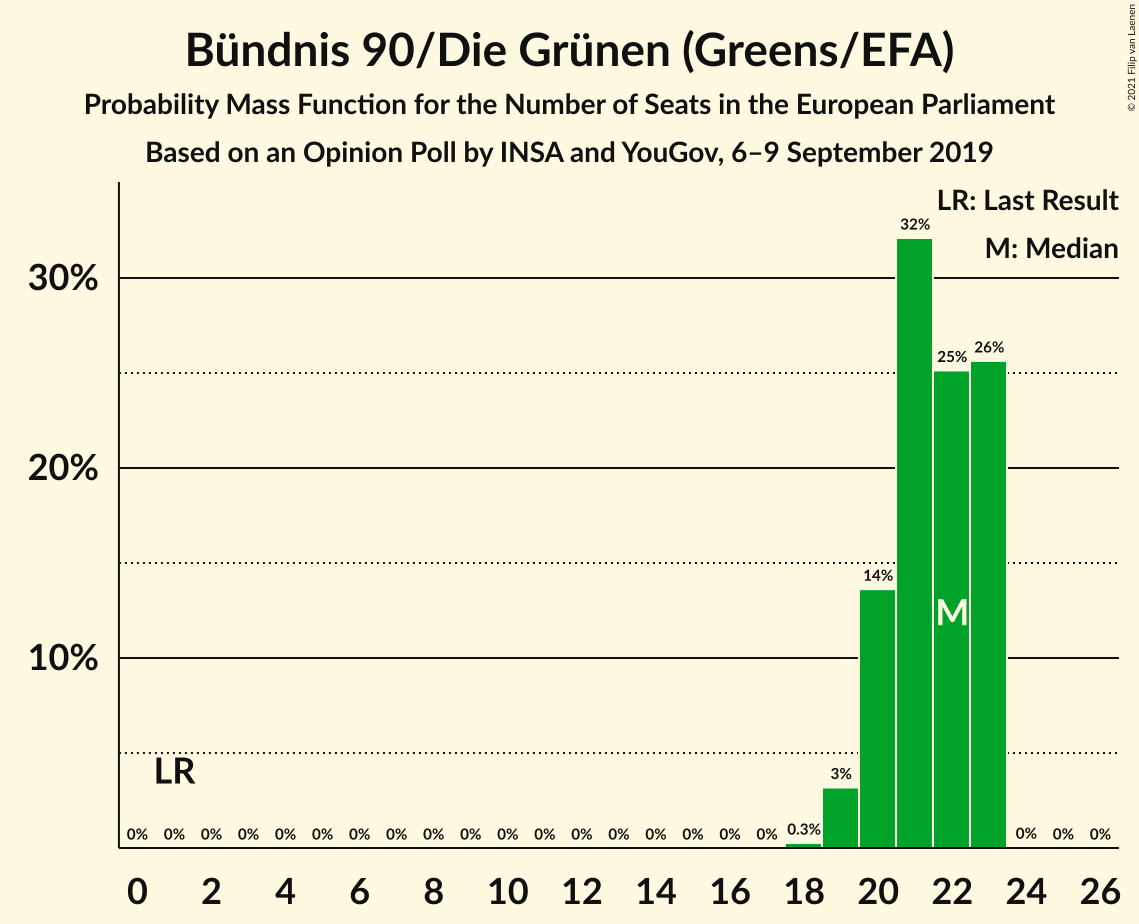 Bündnis 90/Die Grünen (Greens/EFA)
Probability Mass Function for the Number of Seats in the European Parliament
Based on an Opinion Poll by INSA and YouGov, 6–9 September 2019
© 2021 Filip van Laenen
LR: Last Result
M: Median
32%
30%
26%
25%
20%
14%
M
10%
LR
3%
0% 0% 0% 0% 0% 0% 0% 0% 0% 0% 0% 0% 0% 0% 0% 0% 0% 0% 0.3% 0% 0% 0%
0 2 4 6 8 10 12 14 16 18 20 22 24 26